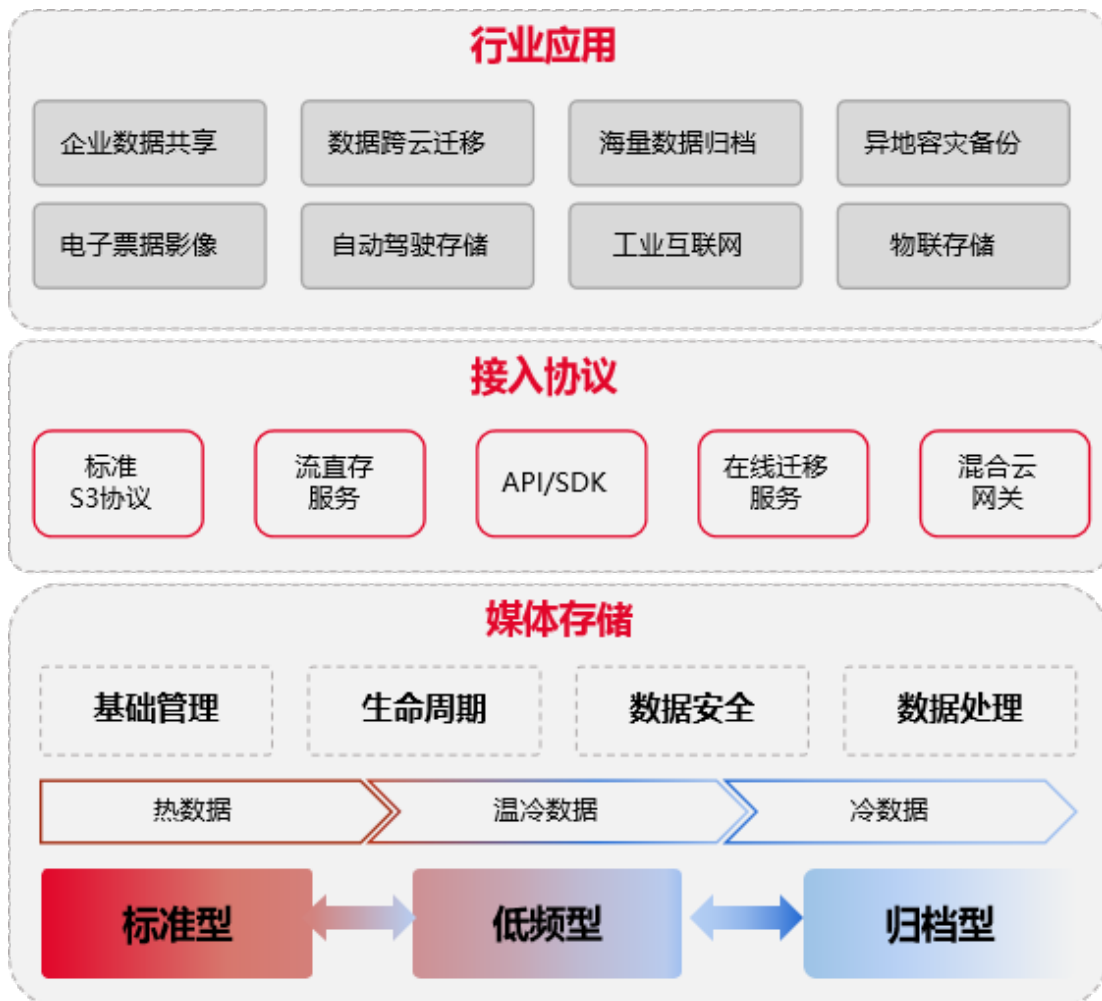 行业应用
企业数据共享
数据跨云迁移
海量数据归档
异地容灾备份
电子票据影像
自动驾驶存储
工业互联网
物联存储
接入协议
标准
S3协议
流直存
服务
API/SDK
在线迁移
服务
混合云
网关
媒体存储
基础管理
生命周期
数据安全
数据处理
热数据
温冷数据
冷数据
标准型
低频型
归档型